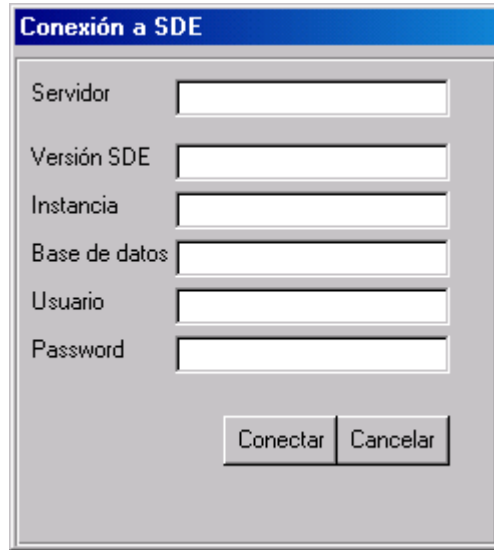 Conexión a SDE
Servidor
Versión SDE
Instancia
Base de datos
Usuario
Password
Conectar Cancelar